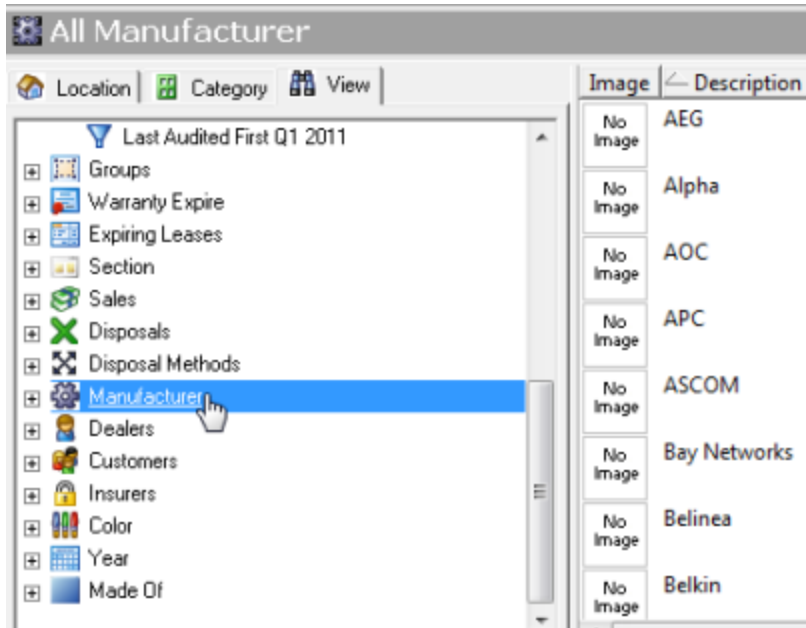 All Manufacturer
Location Category View
Last Audited First Q1 2011
Groups
Warranty Expire
Expiring Leases
Section
Sales
Disposals
Disposal Methods
Manufacturer
Dealers
Customers
Insurers
Color
Year
Made Of
Image Description
No Image AEG
No Image Alpha
No Image AOC
No Image APC
No Image ASCOM
No Image Bay Networks
No Image Belinea
No Image Belkin